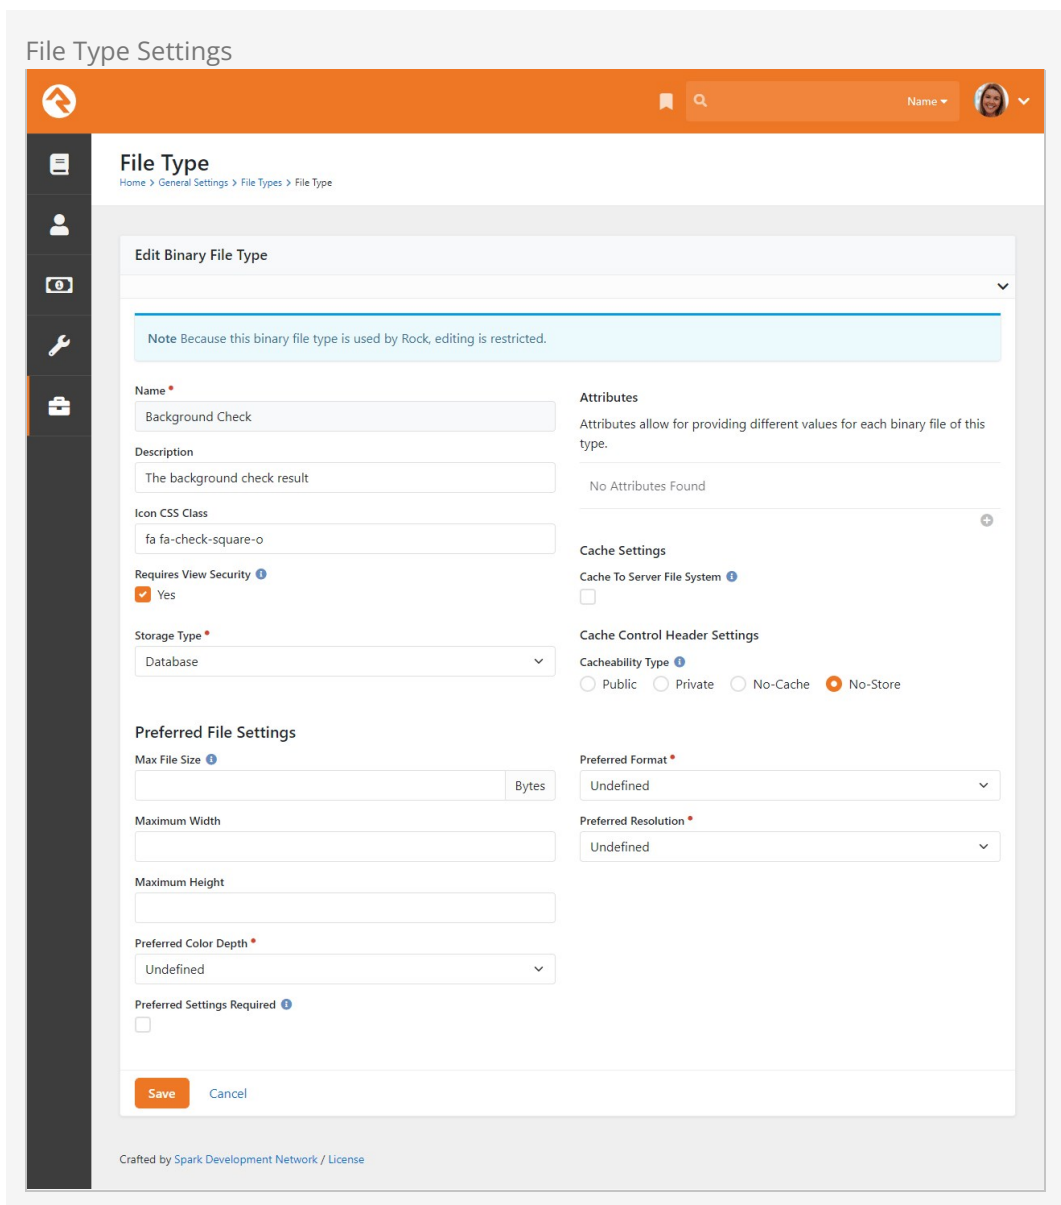 File Type Settings
Name
File Type
Home > General Settings > File Types > File Type
Edit Binary File Type
Note Because this binary file type is used by Rock, editing is restricted.
Name
Background Check
Description
The background check result
Icon CSS Class
fa fa-check-square-o
Requires View Security
Yes
Storage Type
Database
Attributes
Attributes allow for providing different values for each binary file of this
type.
No Attributes Found
Cache Settings
Cache To Server File System
Cache Control Header Settings
Cacheability Type
Public Private No-Cache No-Store
Preferred File Settings
Max File Size
Bytes
Maximum Width
Maximum Height
Preferred Color Depth
Undefined
Preferred Settings Required
Preferred Format
Undefined
Preferred Resolution
Undefined
Save Cancel
Crafted by Spark Development Network / License